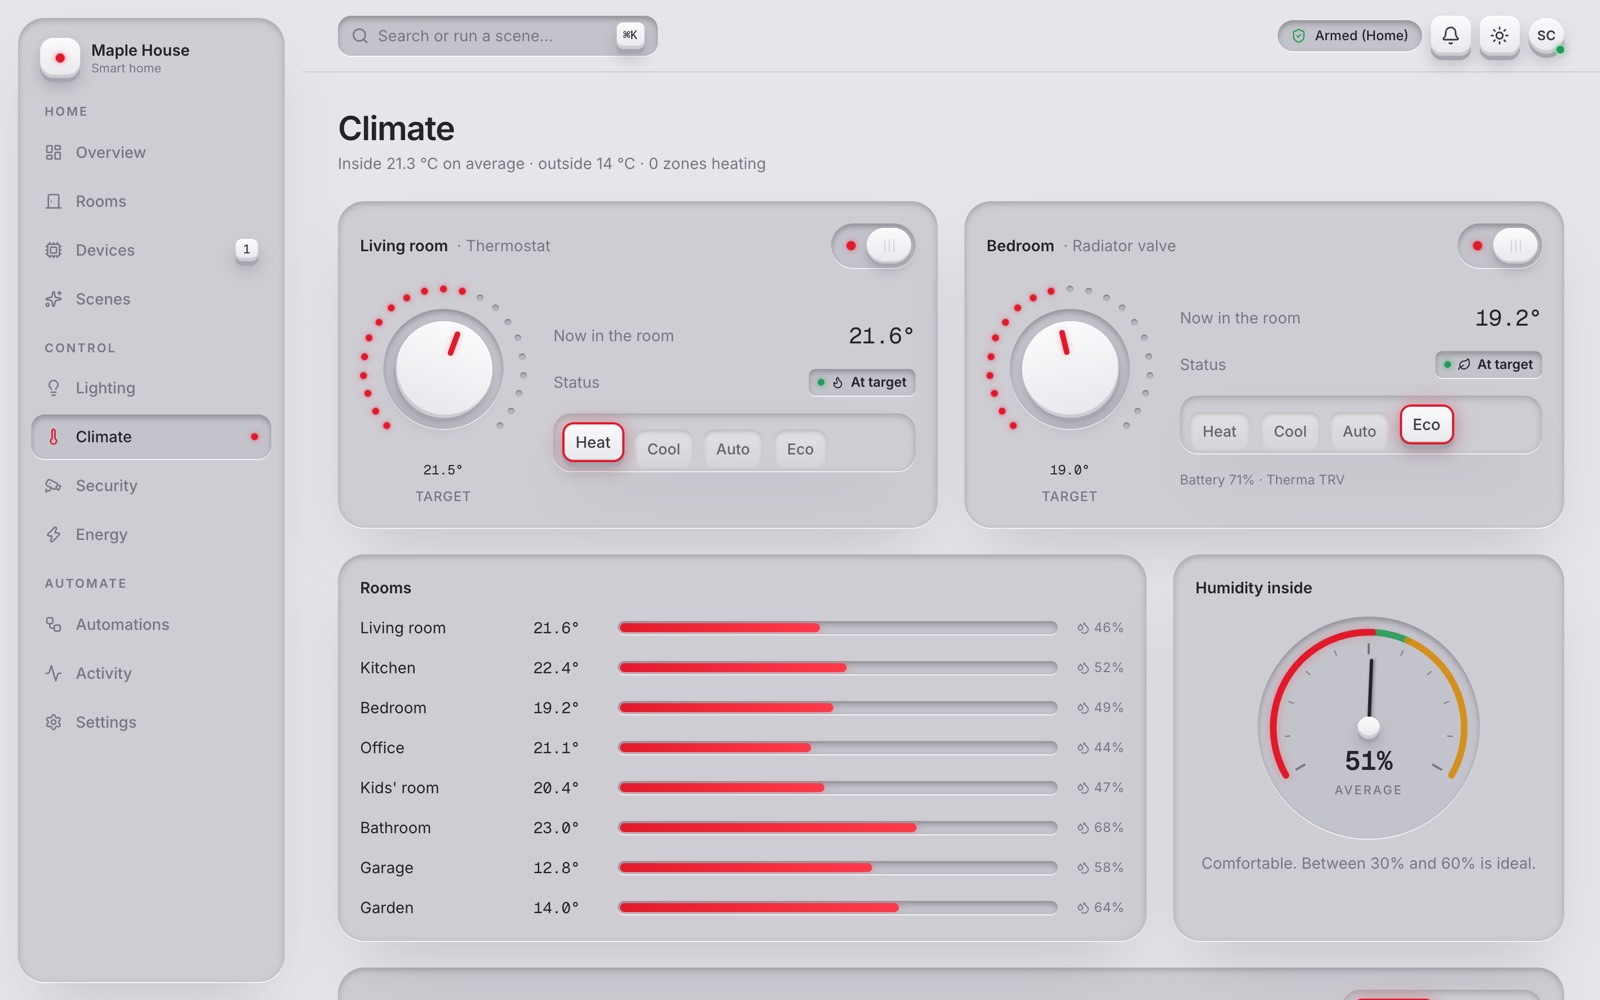 Maple House
Smart home
HOME
Overview
Rooms
Devices 1
Scenes
CONTROL
Lighting
Climate
Security
Energy
AUTOMATE
Automations
Activity
Settings
Search or run a scene... ⌘K
Armed (Home)
SC
Climate
Inside 21.3 °C on average · outside 14 °C · 0 zones heating
Living room · Thermostat
Now in the room 21.6°
Status At target
Heat Cool Auto Eco
21.5°
TARGET
Bedroom · Radiator valve
Now in the room 19.2°
Status At target
Heat Cool Auto Eco
Battery 71% · Therma TRV
19.0°
TARGET
Rooms
Living room 21.6° 46%
Kitchen 22.4° 52%
Bedroom 19.2° 49%
Office 21.1° 44%
Kids' room 20.4° 47%
Bathroom 23.0° 68%
Garage 12.8° 58%
Garden 14.0° 64%
Humidity inside
51%
AVERAGE
Comfortable. Between 30% and 60% is ideal.